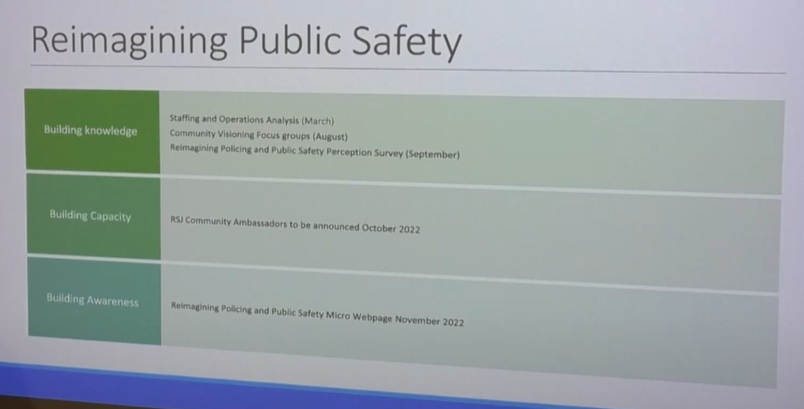 Reimagining Public Safety
Building knowledge
Staffing and Operations Analysis (March)
Community Visioning Focus groups (August)
Reimagining Policing and Public Safety Perception Survey (September)
Building Capacity
RSJ Community Ambassadors to be announced October 2022
Building Awareness
Reimagining Policing and Public Safety Micro Webpage November 2022